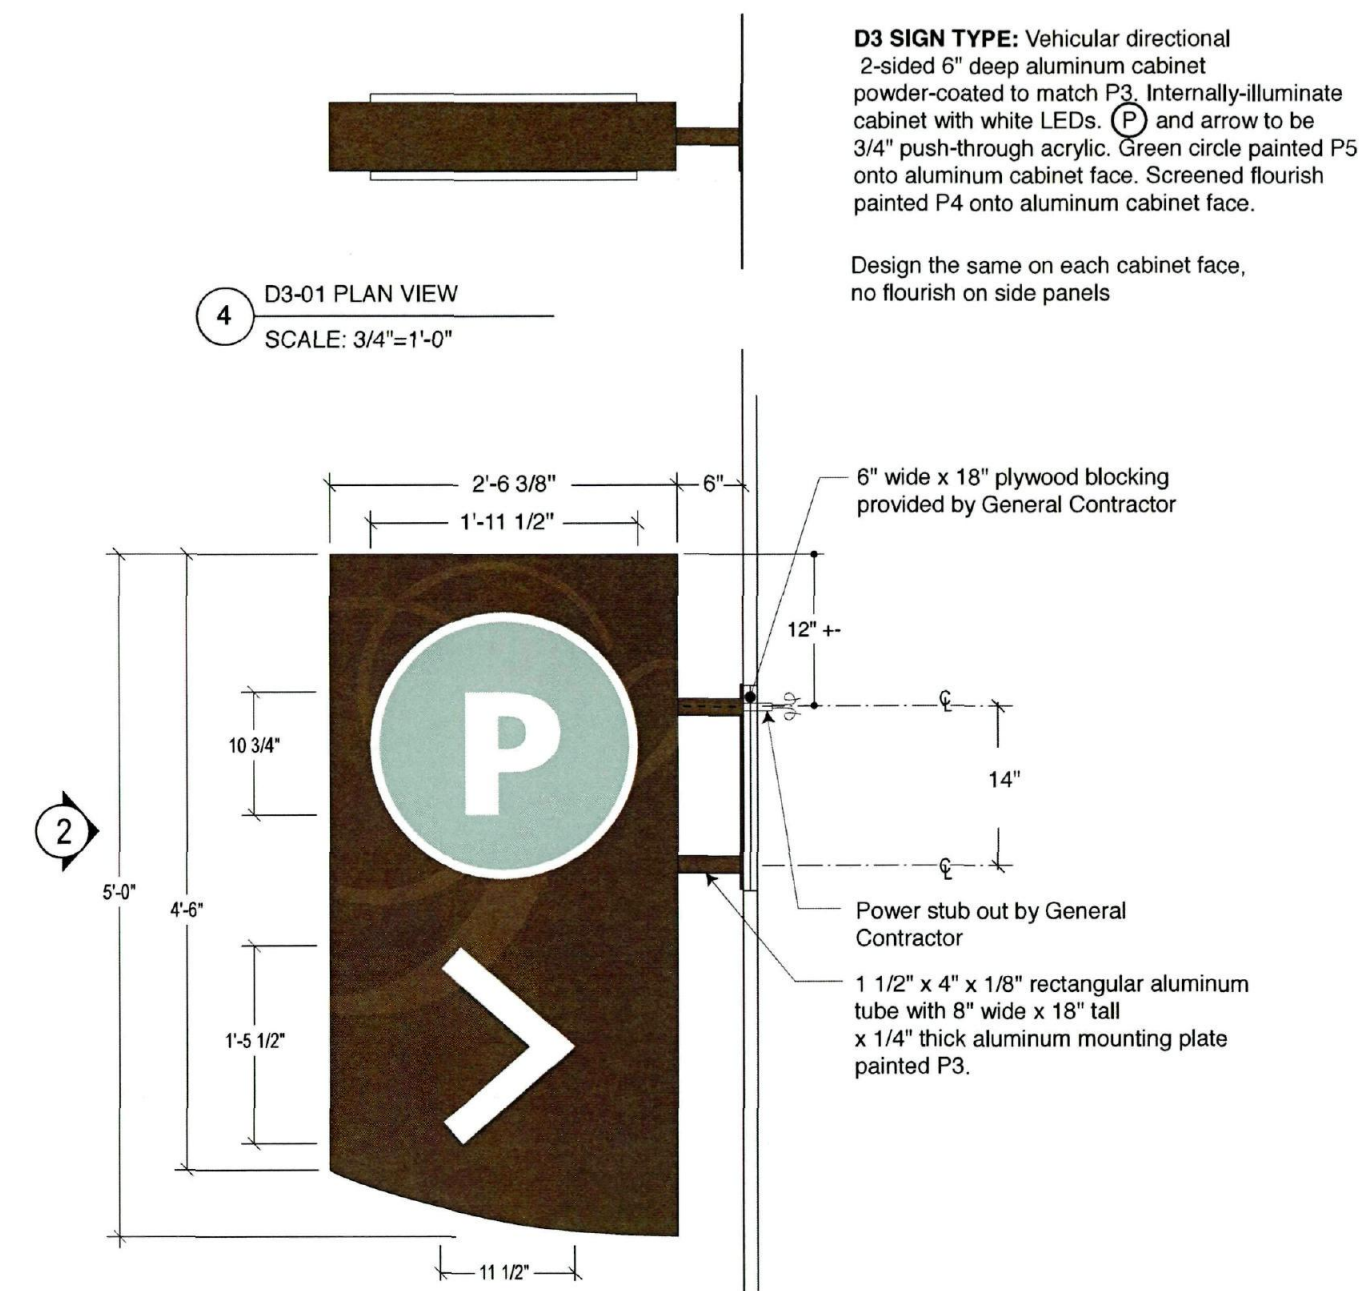 D3 SIGN TYPE: Vehicular directional
2-sided 6" deep aluminum cabinet
powder-coated to match P3. Internally-illuminate
cabinet with white LEDs. P and arrow to be
3/4" push-through acrylic. Green circle painted P5
onto aluminum cabinet face. Screened flourish
painted P4 onto aluminum cabinet face.
Design the same on each cabinet face,
no flourish on side panels
4
D3-01 PLAN VIEW
SCALE: 3/4"=1'-0"
2'-6 3/8"
6"
1'-11 1/2"
6" wide x 18" plywood blocking
provided by General Contractor
12" +-
P
10 3/4"
14"
2
5'-0"
4'-6"
Power stub out by General
Contractor
1 1/2" x 4" x 1/8" rectangular aluminum
tube with 8" wide x 18" tall
x 1/4" thick aluminum mounting plate
painted P3.
1'-5 1/2"
11 1/2"
℄
℄